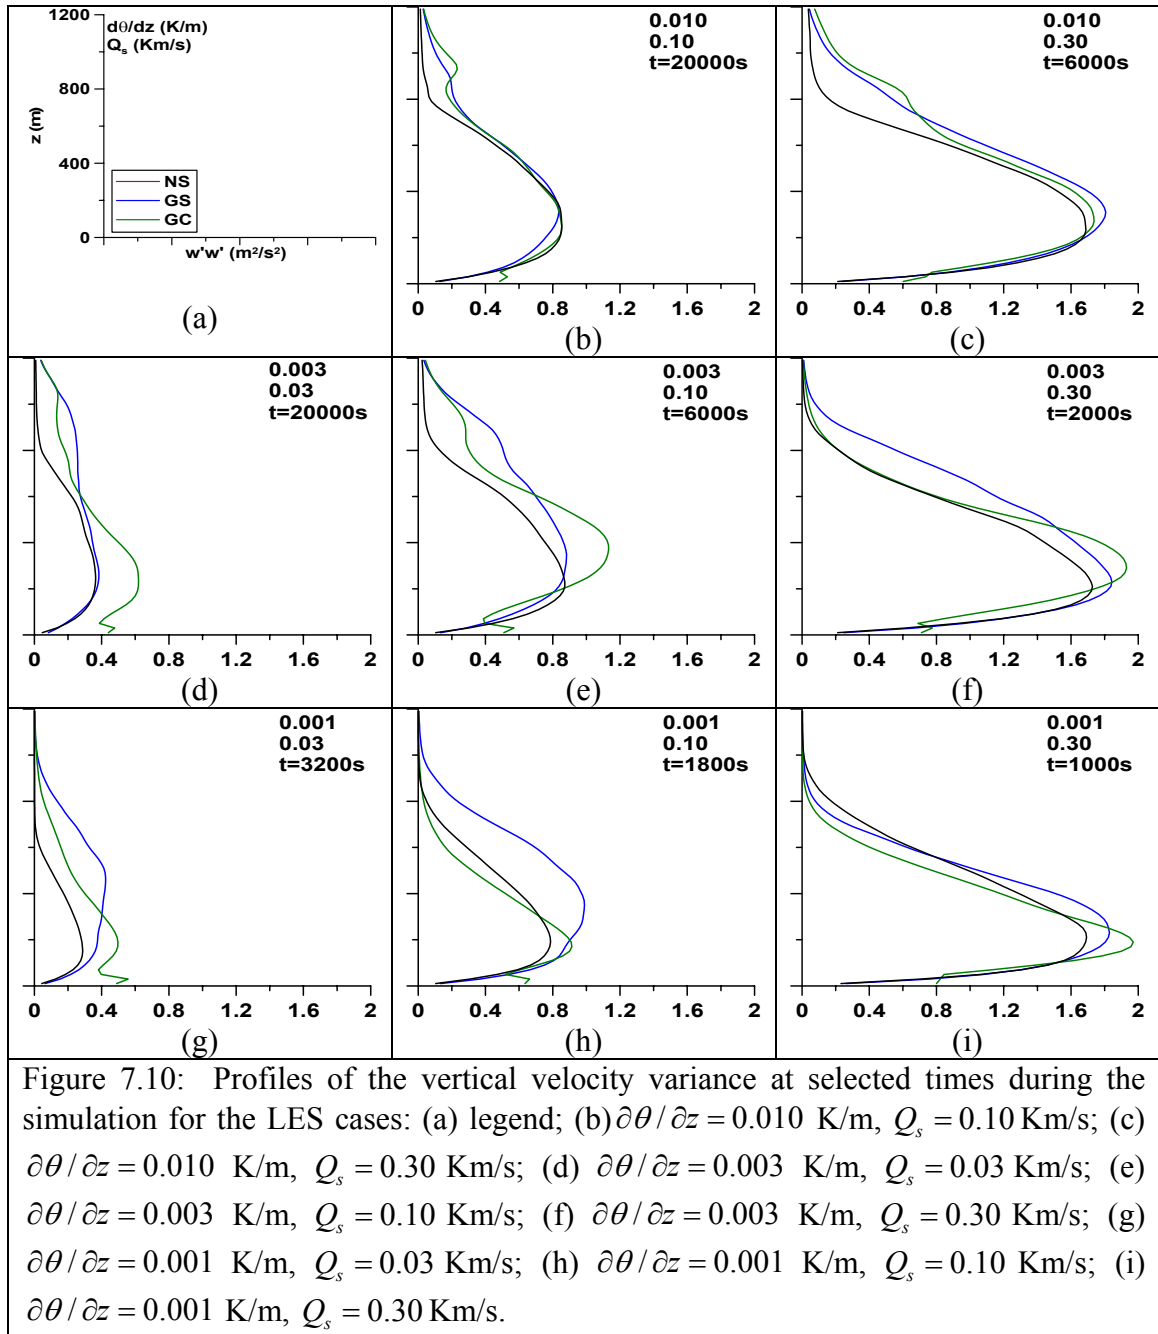 1200
dθ/dz (K/m)
Qs (Km/s)
800
z (m)
400
NS
GS
GC
0
w'w' (m²/s²)
(a)
0.010
0.10
t=20000s
0 0.4 0.8 1.2 1.6 2
(b)
0.010
0.30
t=6000s
0 0.4 0.8 1.2 1.6 2
(c)
0.003
0.03
t=20000s
0 0.4 0.8 1.2 1.6 2
(d)
0.003
0.10
t=6000s
0 0.4 0.8 1.2 1.6 2
(e)
0.003
0.30
t=2000s
0 0.4 0.8 1.2 1.6 2
(f)
0.001
0.03
t=3200s
0 0.4 0.8 1.2 1.6 2
(g)
0.001
0.10
t=1800s
0 0.4 0.8 1.2 1.6 2
(h)
0.001
0.30
t=1000s
0 0.4 0.8 1.2 1.6 2
(i)
Figure 7.10: Profiles of the vertical velocity variance at selected times during the
simulation for the LES cases: (a) legend; (b) ∂θ/∂z = 0.010 K/m, Qs = 0.10 Km/s; (c)
∂θ/∂z = 0.010 K/m, Qs = 0.30 Km/s; (d) ∂θ/∂z = 0.003 K/m, Qs = 0.03 Km/s; (e)
∂θ/∂z = 0.003 K/m, Qs = 0.10 Km/s; (f) ∂θ/∂z = 0.003 K/m, Qs = 0.30 Km/s; (g)
∂θ/∂z = 0.001 K/m, Qs = 0.03 Km/s; (h) ∂θ/∂z = 0.001 K/m, Qs = 0.10 Km/s; (i)
∂θ/∂z = 0.001 K/m, Qs = 0.30 Km/s.